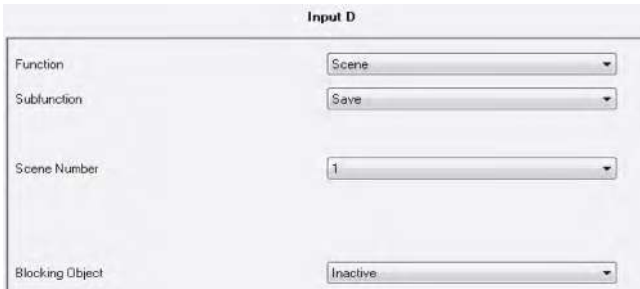 Input D
Function Scene
Subfunction Save
Scene Number 1
Blocking Object Inactive